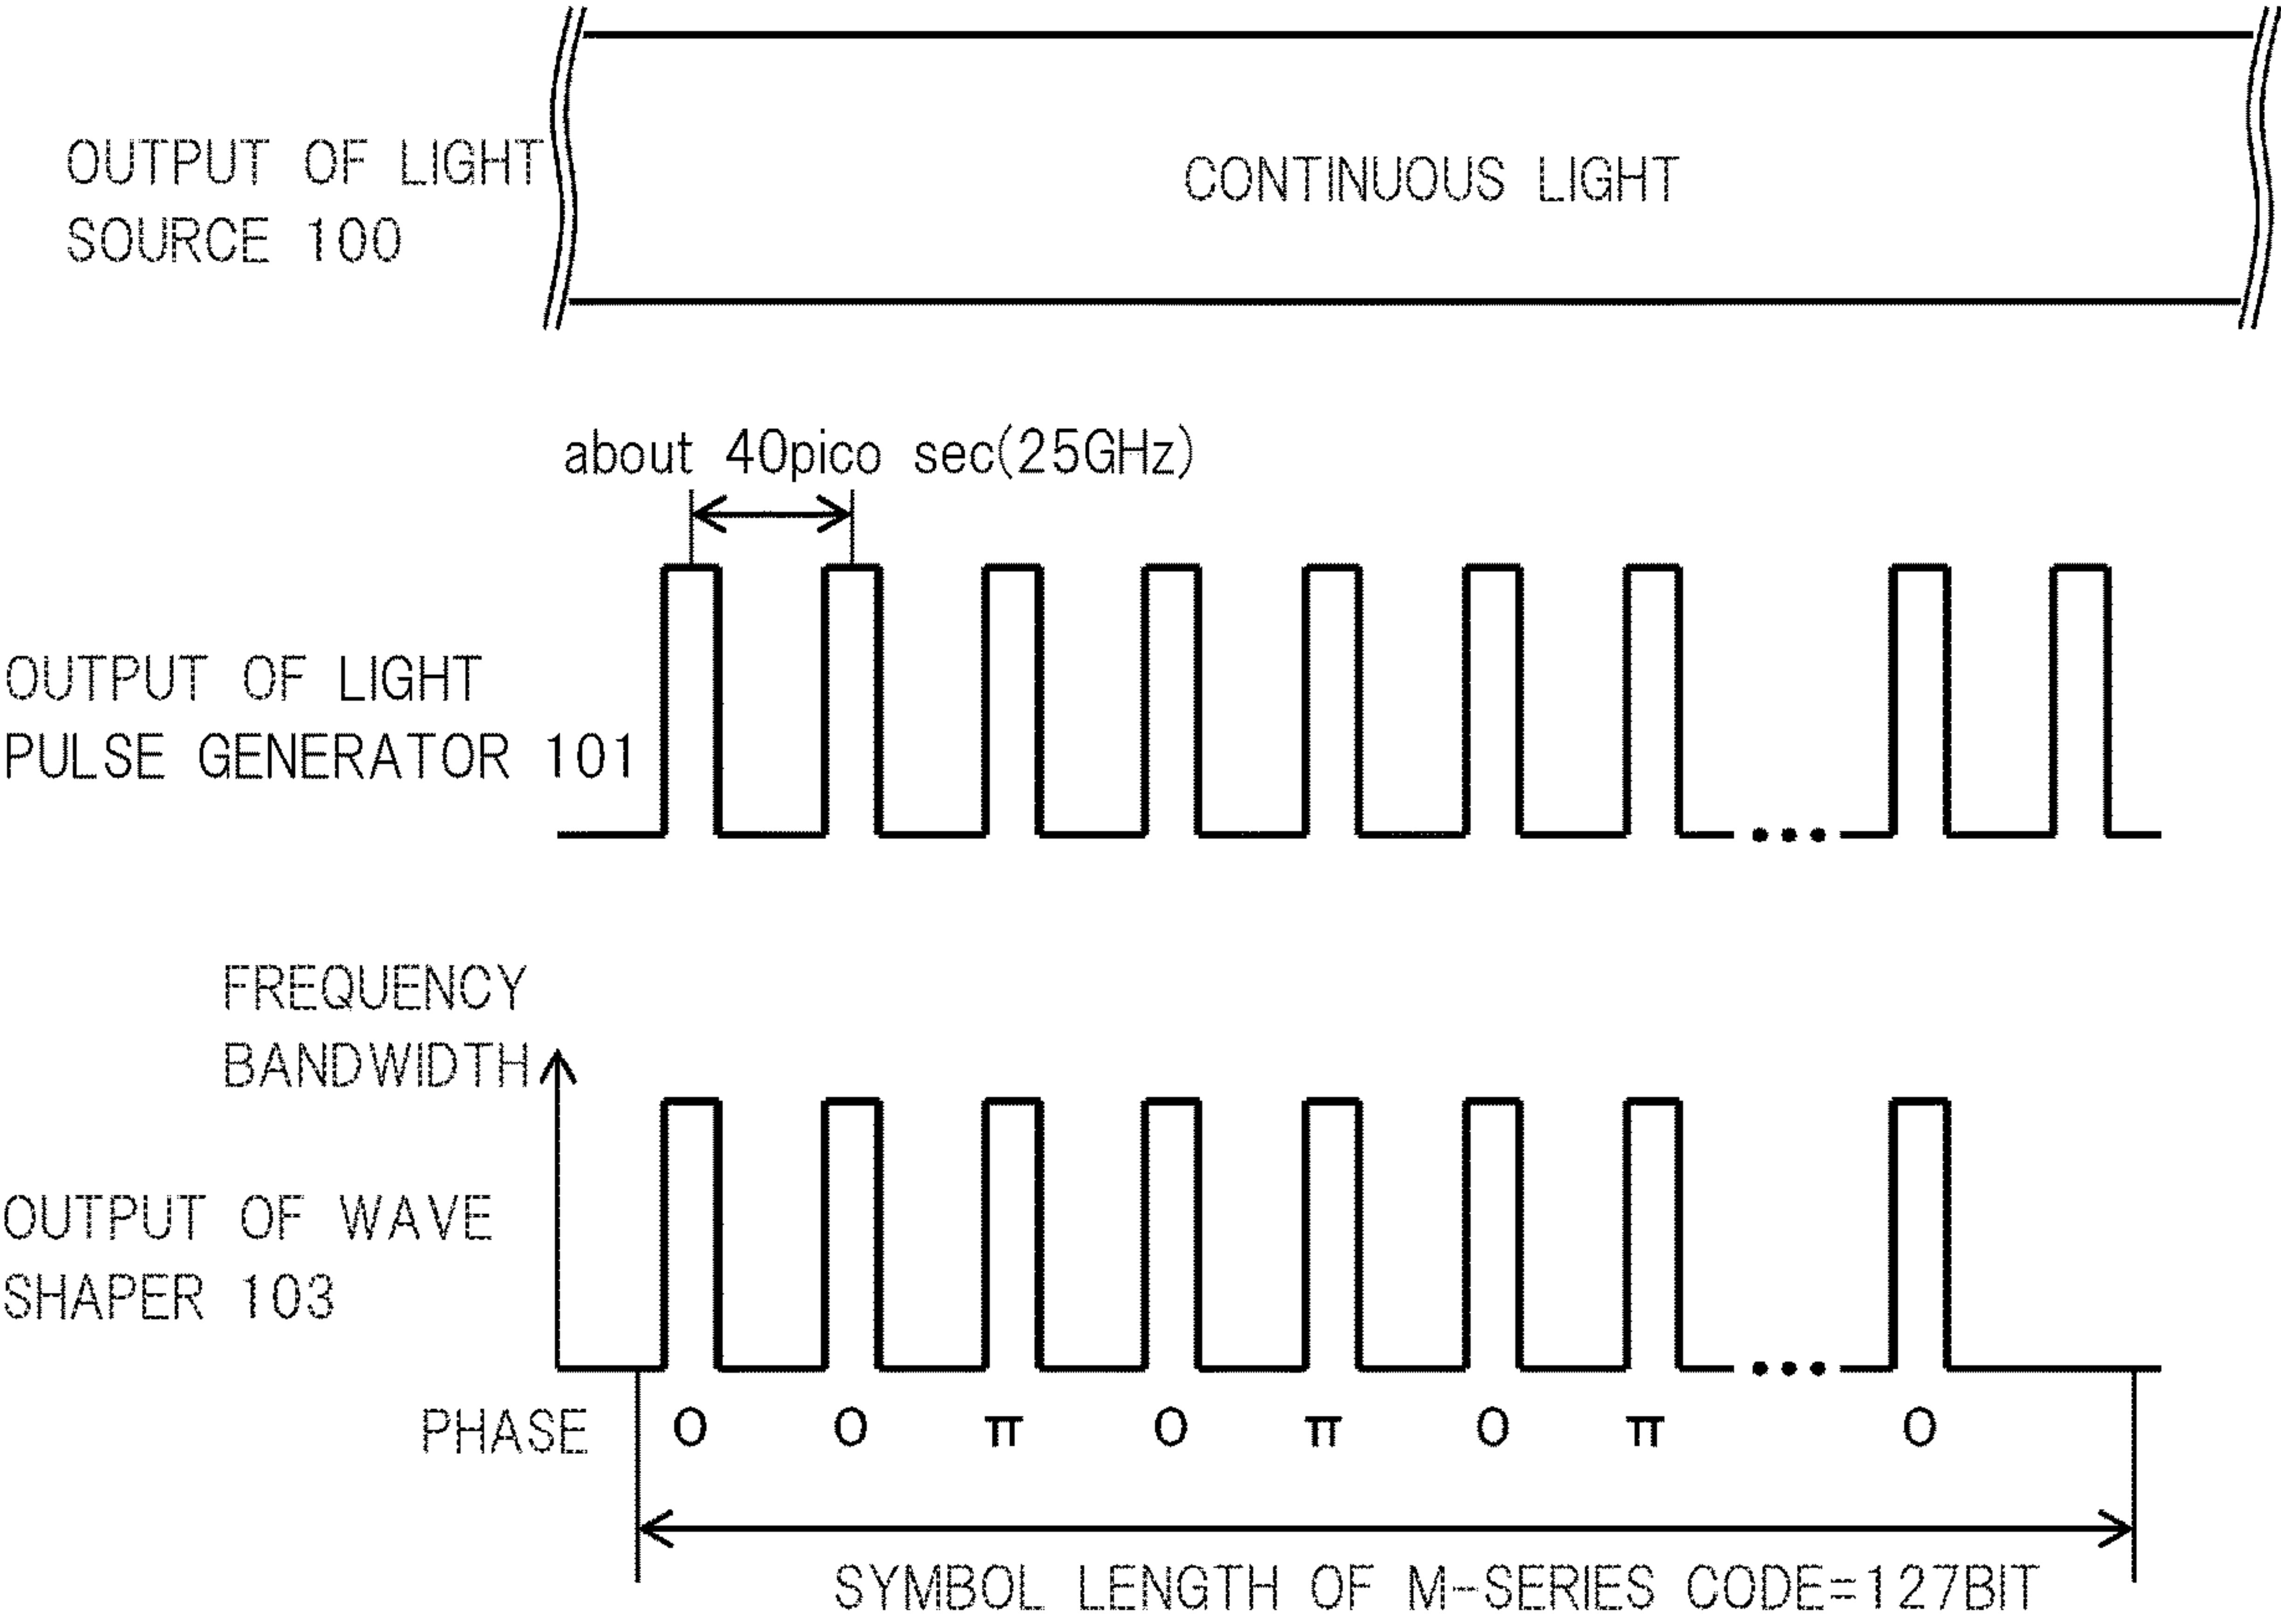 OUTPUT OF LIGHT
SOURCE 100
CONTINUOUS LIGHT
about 40pico sec(25GHz)
OUTPUT OF LIGHT
PULSE GENERATOR 101
FREQUENCY
BANDWIDTH
OUTPUT OF WAVE
SHAPER 103
PHASE 0 0 π 0 π 0 π 0
SYMBOL LENGTH OF M-SERIES CODE=127BIT